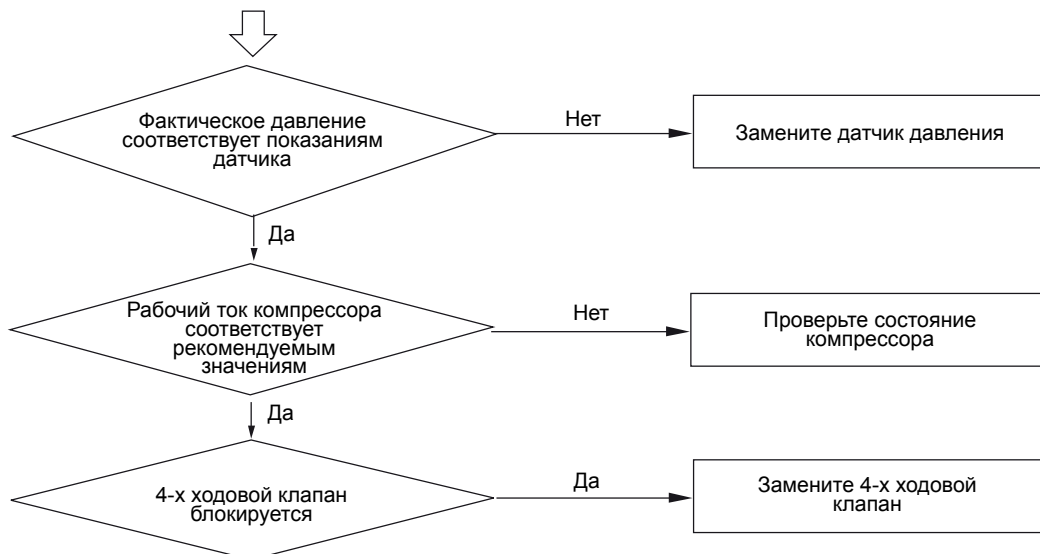 Фактическое давление
соответствует показаниям
датчика
Нет
Замените датчик давления
Да
Рабочий ток компрессора
соответствует
рекомендуемым
значениям
Нет
Проверьте состояние
компрессора
Да
4-х ходовой клапан
блокируется
Да
Замените 4-х ходовой
клапан